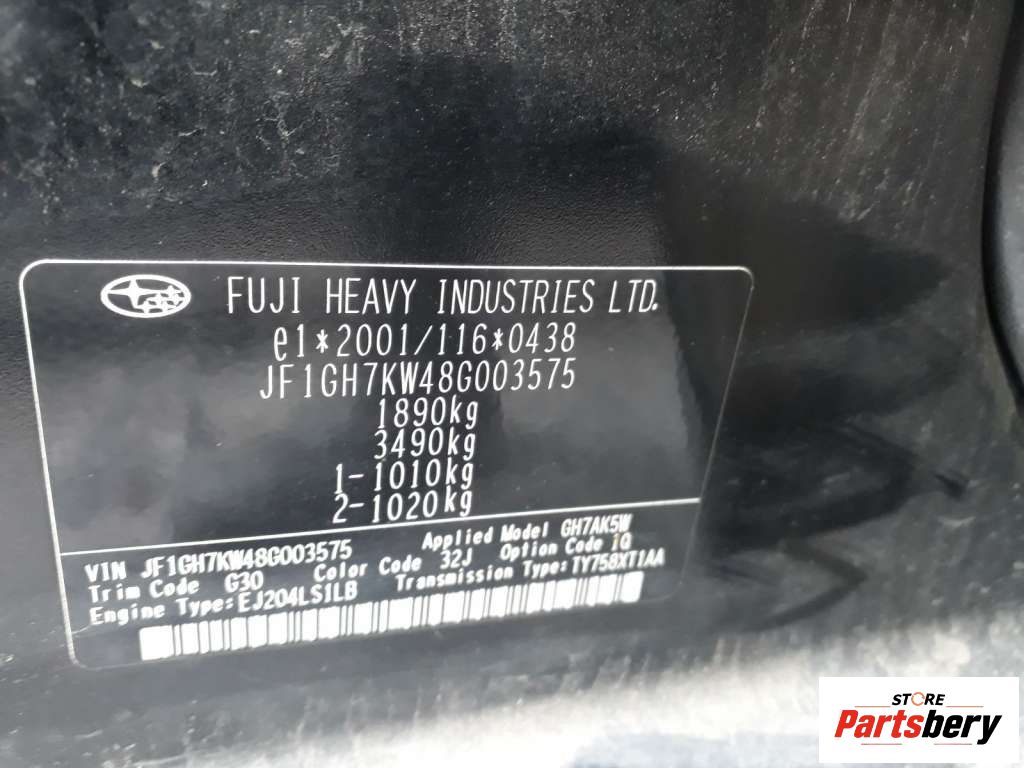 FUJI HEAVY INDUSTRIES LTD.
e1*2001/116*0438
JF1GH7KW48G003575
1890kg
3490kg
1-1010kg
2-1020kg
VIN JF1GH7KW48G003575 Applied Model GH7AK5W
Trim Code G30 Color Code 32J Option Code 1Q
Engine Type:EJ204LS1LB Transmission Type:TY758XT1AA
STORE
Partsbery